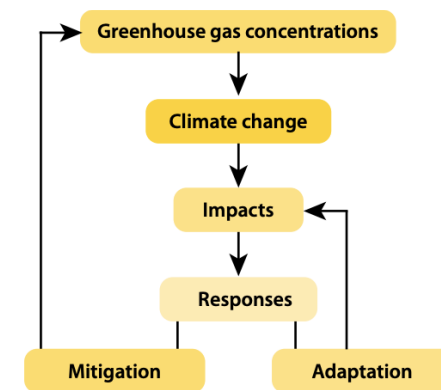 Greenhouse gas concentrations
Climate change
Impacts
Responses
Mitigation
Adaptation